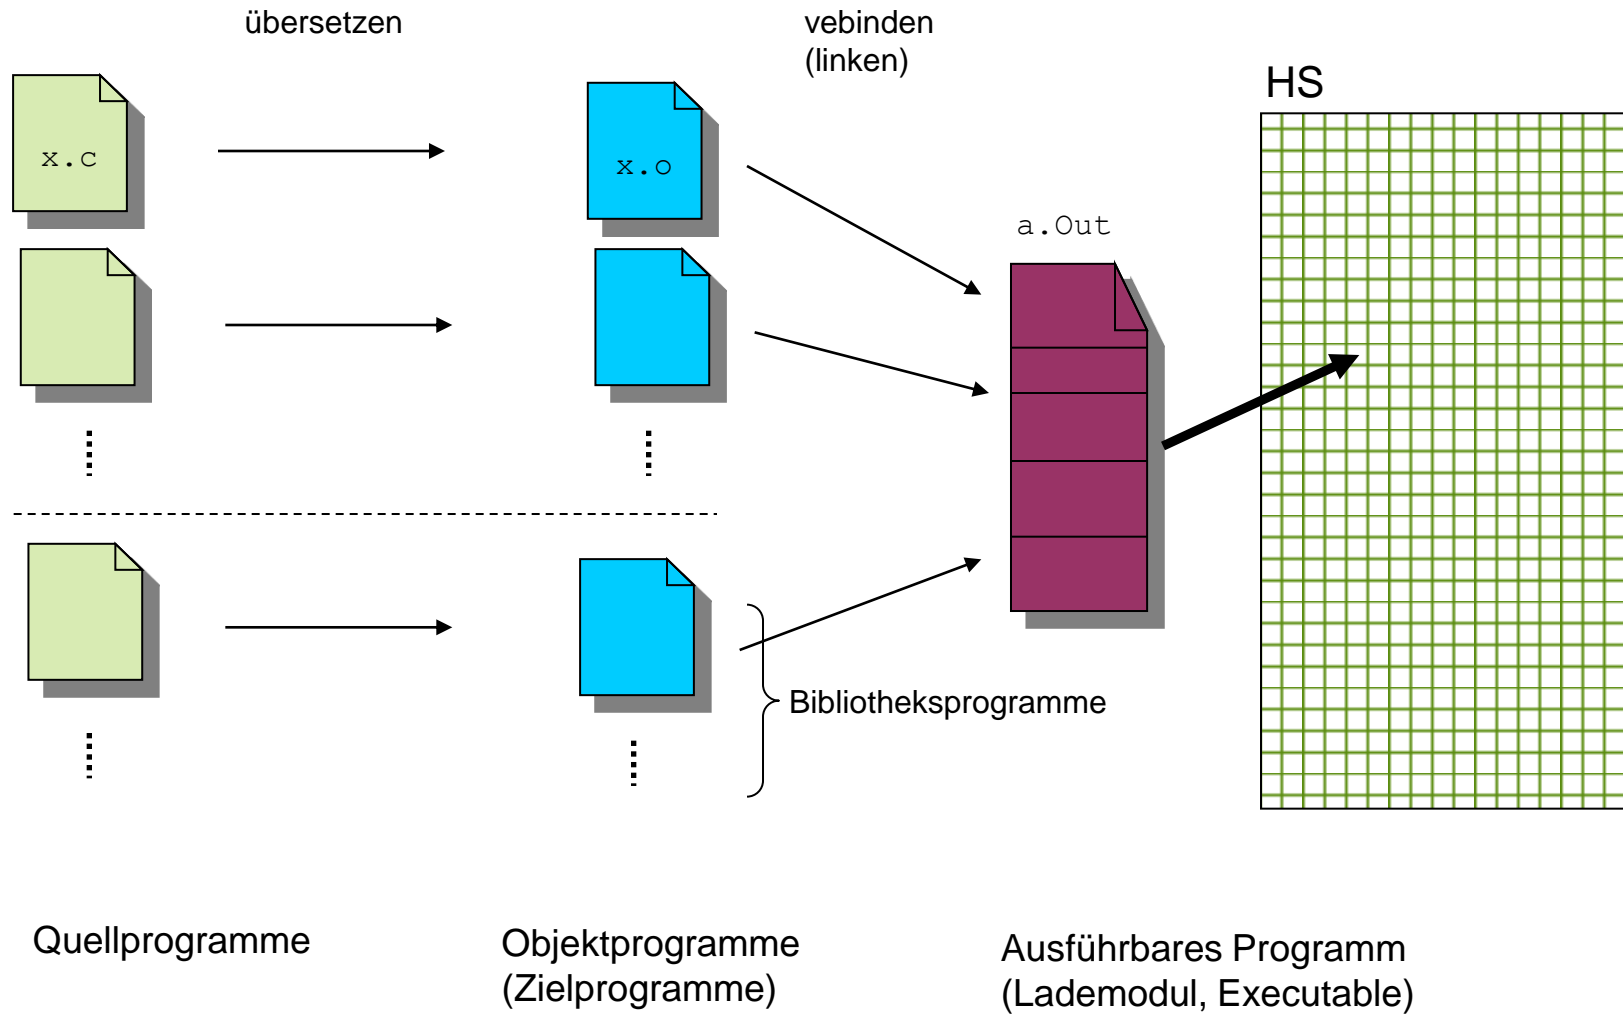 übersetzen
vebinden
(linken)
HS
x.c
x.o
a.Out
Bibliotheksprogramme
Quellprogramme
Objektprogramme
(Zielprogramme)
Ausführbares Programm
(Lademodul, Executable)